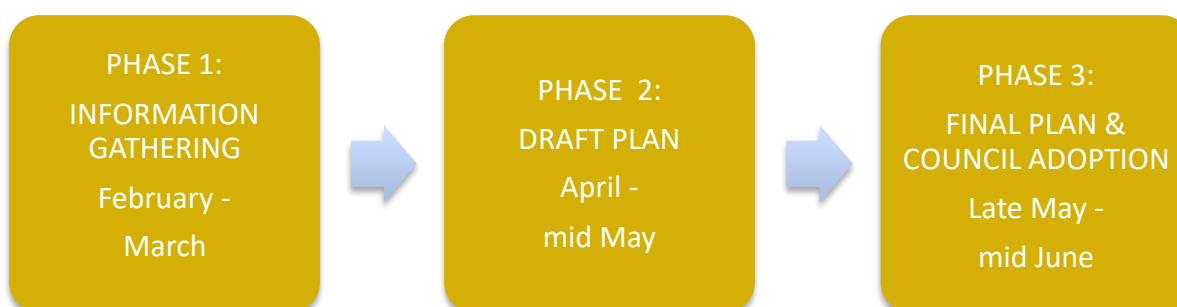 PHASE 1:
INFORMATION
GATHERING
February -
March
PHASE 2:
DRAFT PLAN
April -
mid May
PHASE 3:
FINAL PLAN &
COUNCIL ADOPTION
Late May -
mid June